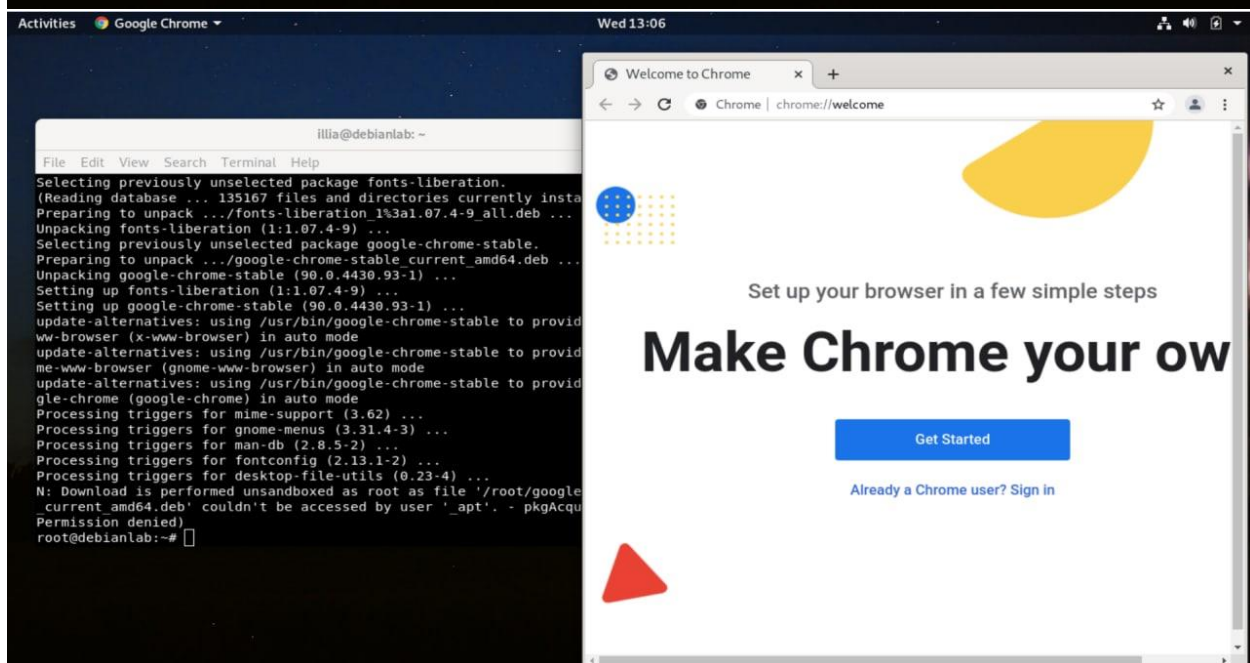 Activities Google Chrome Wed 13:06
illia@debianlab: ~
File Edit View Search Terminal Help
Selecting previously unselected package fonts-liberation.
(Reading database ... 135167 files and directories currently insta
Preparing to unpack .../fonts-liberation_1%3a1.07.4-9_all.deb ...
Unpacking fonts-liberation (1:1.07.4-9) ...
Selecting previously unselected package google-chrome-stable.
Preparing to unpack .../google-chrome-stable_current_amd64.deb ...
Unpacking google-chrome-stable (90.0.4430.93-1) ...
Setting up fonts-liberation (1:1.07.4-9) ...
Setting up google-chrome-stable (90.0.4430.93-1) ...
update-alternatives: using /usr/bin/google-chrome-stable to provid
ww-browser (x-www-browser) in auto mode
update-alternatives: using /usr/bin/google-chrome-stable to provid
me-www-browser (gnome-www-browser) in auto mode
update-alternatives: using /usr/bin/google-chrome-stable to provid
gle-chrome (google-chrome) in auto mode
Processing triggers for mime-support (3.62) ...
Processing triggers for gnome-menus (3.31.4-3) ...
Processing triggers for man-db (2.8.5-2) ...
Processing triggers for fontconfig (2.13.1-2) ...
Processing triggers for desktop-file-utils (0.23-4) ...
N: Download is performed unsandboxed as root as file '/root/google
_current_amd64.deb' couldn't be accessed by user '_apt'. - pkgAcqu
Permission denied)
root@debianlab:~#
Welcome to Chrome
Chrome | chrome://welcome
Set up your browser in a few simple steps
Make Chrome your ow
Get Started
Already a Chrome user? Sign in